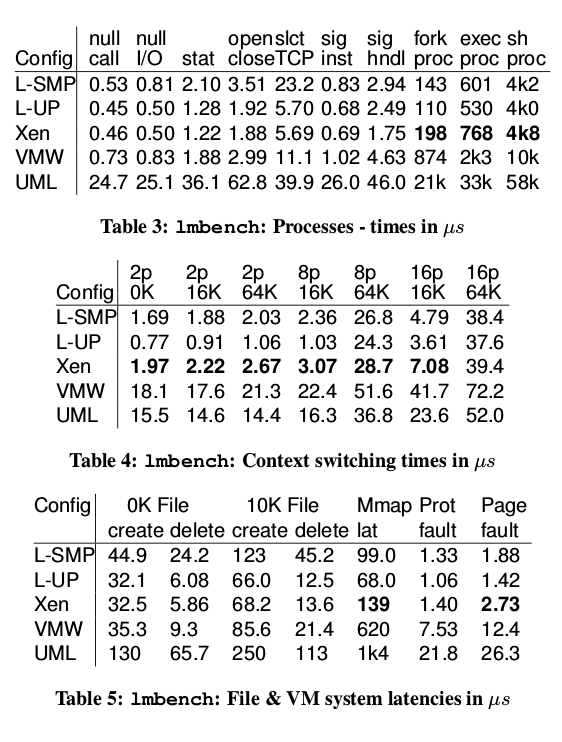 null null open slct sig sig fork exec sh
Config call I/O stat close TCP inst hndl proc proc proc
L-SMP 0.53 0.81 2.10 3.51 23.2 0.83 2.94 143 601 4k2
L-UP 0.45 0.50 1.28 1.92 5.70 0.68 2.49 110 530 4k0
Xen 0.46 0.50 1.22 1.88 5.69 0.69 1.75 198 768 4k8
VMW 0.73 0.83 1.88 2.99 11.1 1.02 4.63 874 2k3 10k
UML 24.7 25.1 36.1 62.8 39.9 26.0 46.0 21k 33k 58k
Table 3: lmbench: Processes - times in μs
2p 2p 2p 8p 8p 16p 16p
Config 0K 16K 64K 16K 64K 16K 64K
L-SMP 1.69 1.88 2.03 2.36 26.8 4.79 38.4
L-UP 0.77 0.91 1.06 1.03 24.3 3.61 37.6
Xen 1.97 2.22 2.67 3.07 28.7 7.08 39.4
VMW 18.1 17.6 21.3 22.4 51.6 41.7 72.2
UML 15.5 14.6 14.4 16.3 36.8 23.6 52.0
Table 4: lmbench: Context switching times in μs
Config 0K File 10K File Mmap Prot Page
create delete create delete lat fault fault
L-SMP 44.9 24.2 123 45.2 99.0 1.33 1.88
L-UP 32.1 6.08 66.0 12.5 68.0 1.06 1.42
Xen 32.5 5.86 68.2 13.6 139 1.40 2.73
VMW 35.3 9.3 85.6 21.4 620 7.53 12.4
UML 130 65.7 250 113 1k4 21.8 26.3
Table 5: lmbench: File & VM system latencies in μs